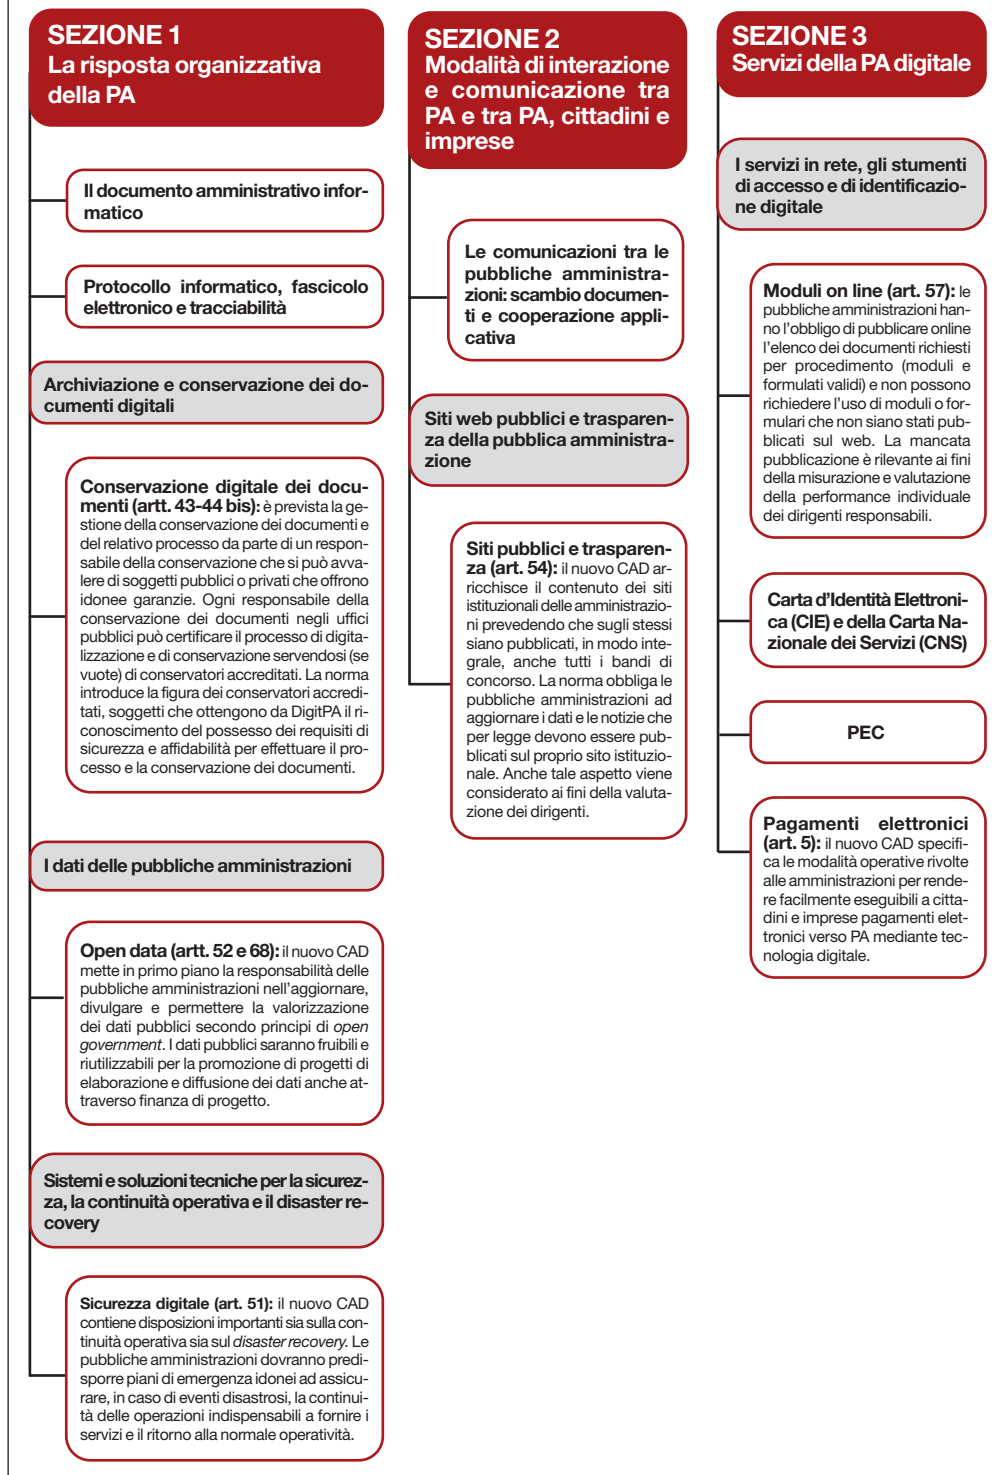 SEZIONE 1
La risposta organizzativa
della PA
Il documento amministrativo infor-
matico
Protocollo informatico, fascicolo
elettronico e tracciabilità
Archiviazione e conservazione dei do-
cumenti digitali
Conservazione digitale dei docu-
menti (artt. 43-44 bis): è prevista la ge-
stione della conservazione dei documenti e
del relativo processo da parte di un respon-
sabile della conservazione che si può avva-
lere di soggetti pubblici o privati che offrono
idonee garanzie. Ogni responsabile della
conservazione dei documenti negli uffici
pubblici può certificare il processo di digita-
lizzazione e di conservazione servendosi (se
vuote) di conservatori accreditati. La norma
introduce la figura dei conservatori accredi-
tati, soggetti che ottengono da DigitPA il ri-
conoscimento del possesso dei requisiti di
sicurezza e affidabilità per effettuare il pro-
cesso e la conservazione dei documenti.
I dati delle pubbliche amministrazioni
Open data (artt. 52 e 68): il nuovo CAD
mette in primo piano la responsabilità delle
pubbliche amministrazioni nell'aggiornare,
divulgare e permettere la valorizzazione
dei dati pubblici secondo principi di open
government. I dati pubblici saranno fruibili e
riutilizzabili per la promozione di progetti di
elaborazione e diffusione dei dati anche at-
traverso finanza di progetto.
Sistemi e soluzioni tecniche per la sicurez-
za, la continuità operativa e il disaster re-
covery
Sicurezza digitale (art. 51): il nuovo CAD
contiene disposizioni importanti sia sulla con-
tinuità operativa sia sul disaster recovery. Le
pubbliche amministrazioni dovranno predi-
sporre piani di emergenza idonei ad assicu-
rare, in caso di eventi disastrosi, la continui-
tà delle operazioni indispensabili a fornire i
servizi e il ritorno alla normale operatività.
SEZIONE 2
Modalità di interazione
e comunicazione tra
PA e tra PA, cittadini e
imprese
Le comunicazioni tra le
pubbliche amministra-
zioni: scambio documen-
ti e cooperazione appli-
cativa
Siti web pubblici e trasparen-
za della pubblica amministra-
zione
Siti pubblici e trasparen-
za (art. 54): il nuovo CAD ar-
ricchisce il contenuto dei siti
istituzionali delle amministrazio-
ni prevedendo che sugli stessi
siano pubblicati, in modo inte-
grale, anche tutti i bandi di
concorso. La norma obbliga le
pubbliche amministrazioni ad
aggiornare i dati e le notizie che
per legge devono essere pub-
blicati sul proprio sito istituzio-
nale. Anche tale aspetto viene
considerato ai fini della valuta-
zione dei dirigenti.
SEZIONE 3
Servizi della PA digitale
I servizi in rete, gli stumenti
di accesso e di identificazio-
ne digitale
Moduli on line (art. 57): le
pubbliche amministrazioni han-
no l'obbligo di pubblicare online
l'elenco dei documenti richiesti
per procedimento (moduli e
formulati validi) e non possono
richiedere l'uso di moduli o for-
mulari che non siano stati pub-
blicati sul web. La mancata
pubblicazione è rilevante ai fini
della misurazione e valutazione
della performance individuale
dei dirigenti responsabili.
Carta d'Identità Elettroni-
ca (CIE) e della Carta Na-
zionale dei Servizi (CNS)
PEC
Pagamenti elettronici
(art. 5): il nuovo CAD specifi-
ca le modalità operative rivolte
alle amministrazioni per rende-
re facilmente eseguibili a citta-
dini e imprese pagamenti elet-
tronici verso PA mediante tec-
nologia digitale.